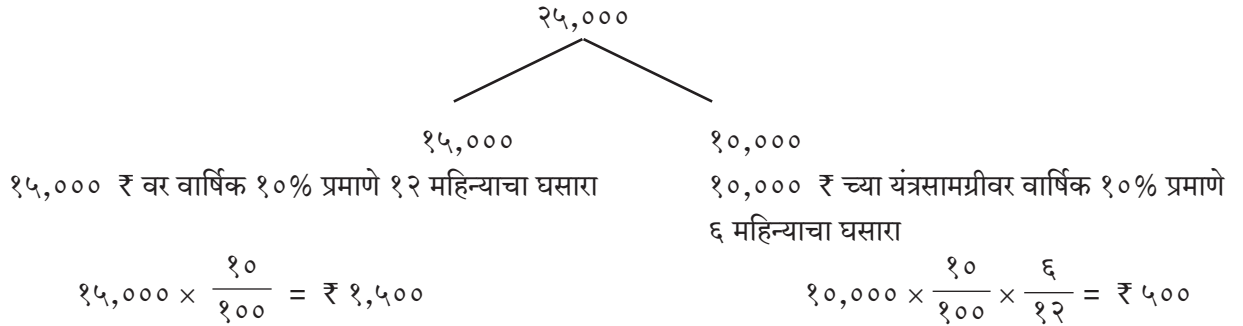 २५,०००
१५,००० १०,०००
१५,००० ₹ वर वार्षिक १०% प्रमाणे १२ महिन्याचा घसारा
१०,००० ₹ च्या यंत्रसामग्रीवर वार्षिक १०% प्रमाणे
६ महिन्याचा घसारा
१५,००० × १०/१०० = ₹ १,५००
१०,००० × १०/१०० × ६/१२ = ₹ ५००